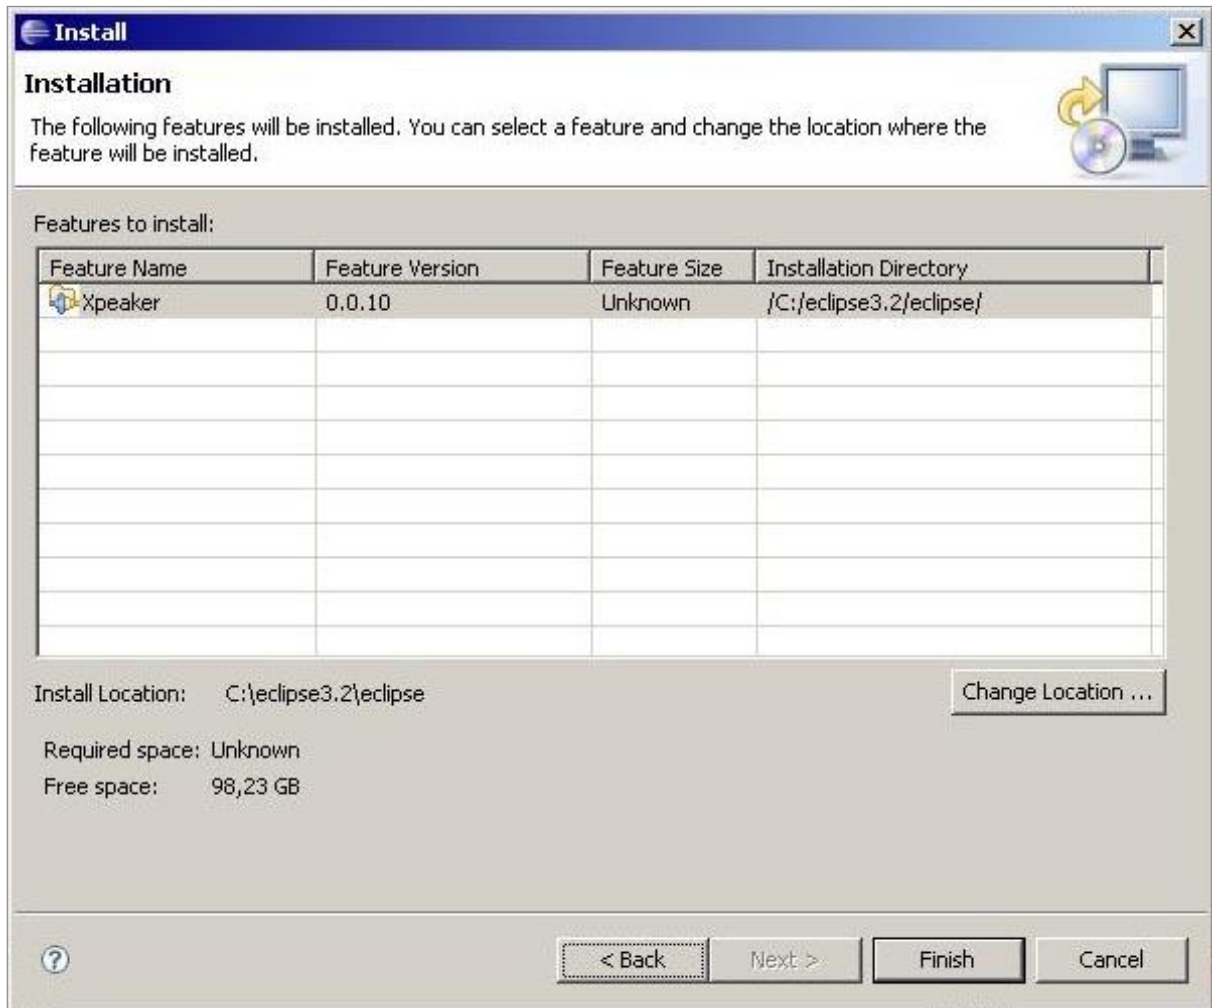 Install
Installation
The following features will be installed. You can select a feature and change the location where the
feature will be installed.
Features to install:
Feature Name Feature Version Feature Size Installation Directory
Xpeaker 0.0.10 Unknown /C:/eclipse3.2/eclipse/
Install Location: C:\eclipse3.2\eclipse Change Location ...
Required space: Unknown
Free space: 98,23 GB
? < Back Next > Finish Cancel